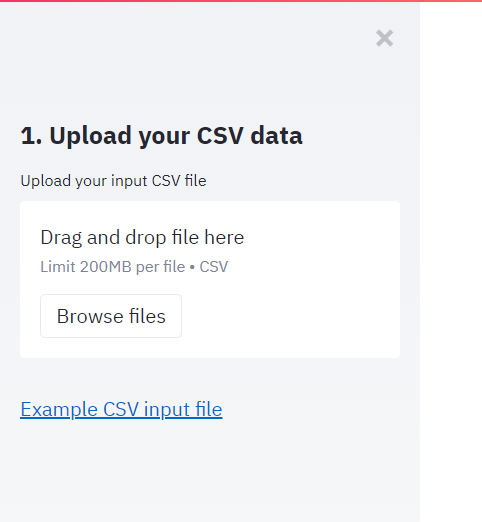 1. Upload your CSV data
Upload your input CSV file
Drag and drop file here
Limit 200MB per file • CSV
Browse files
Example CSV input file